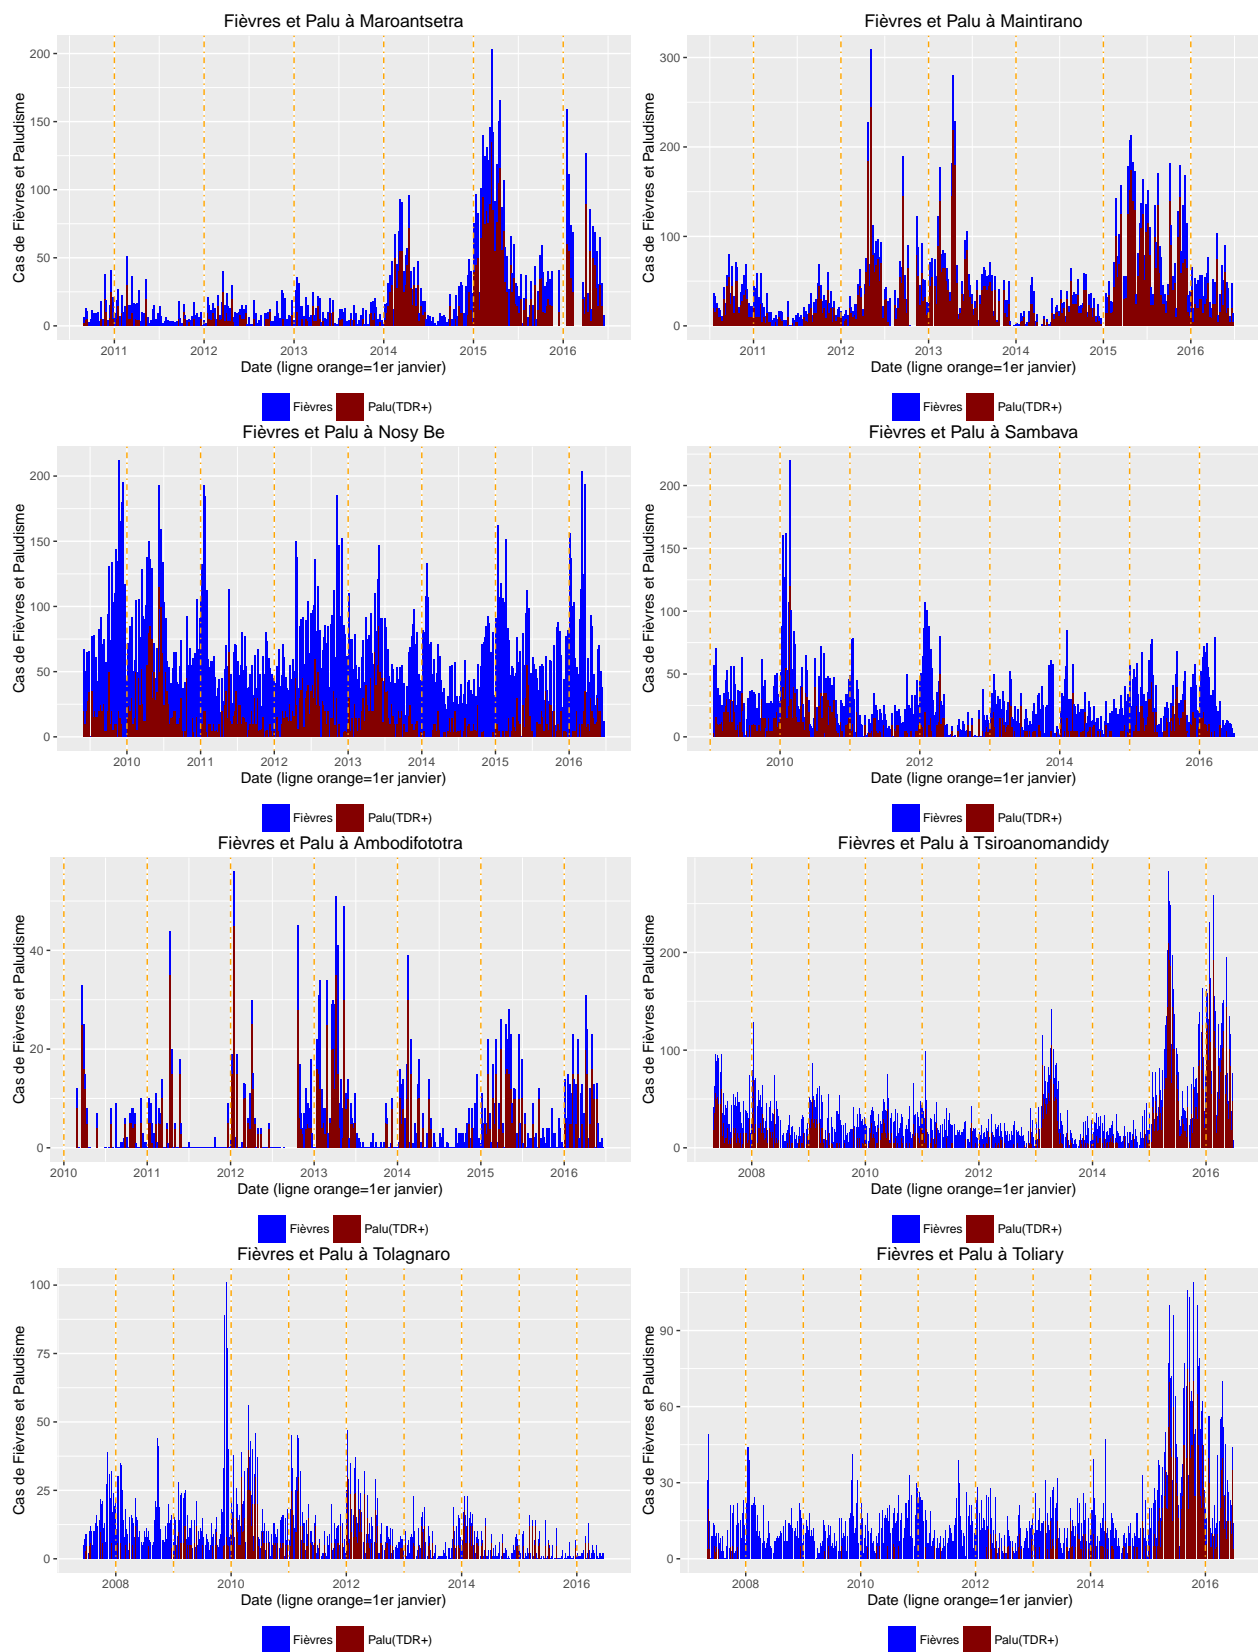 Fièvres et Palu à Maroantsetra
Cas de Fièvres et Paludisme
200
150
100
50
0
2011 2012 2013 2014 2015 2016
Date (ligne orange=1er janvier)
Fièvres Palu(TDR+)
Fièvres et Palu à Maintirano
Cas de Fièvres et Paludisme
300
200
100
0
2011 2012 2013 2014 2015 2016
Date (ligne orange=1er janvier)
Fièvres Palu(TDR+)
Fièvres et Palu à Nosy Be
Cas de Fièvres et Paludisme
200
150
100
50
0
2010 2011 2012 2013 2014 2015 2016
Date (ligne orange=1er janvier)
Fièvres Palu(TDR+)
Fièvres et Palu à Sambava
Cas de Fièvres et Paludisme
200
150
100
50
0
2010 2012 2014 2016
Date (ligne orange=1er janvier)
Fièvres Palu(TDR+)
Fièvres et Palu à Ambodifototra
Cas de Fièvres et Paludisme
40
20
0
2010 2011 2012 2013 2014 2015 2016
Date (ligne orange=1er janvier)
Fièvres Palu(TDR+)
Fièvres et Palu à Tsiroanomandidy
Cas de Fièvres et Paludisme
200
100
0
2008 2010 2012 2014 2016
Date (ligne orange=1er janvier)
Fièvres Palu(TDR+)
Fièvres et Palu à Tolagnaro
Cas de Fièvres et Paludisme
100
75
50
25
0
2008 2010 2012 2014 2016
Date (ligne orange=1er janvier)
Fièvres Palu(TDR+)
Fièvres et Palu à Toliary
Cas de Fièvres et Paludisme
90
60
30
0
2008 2010 2012 2014 2016
Date (ligne orange=1er janvier)
Fièvres Palu(TDR+)